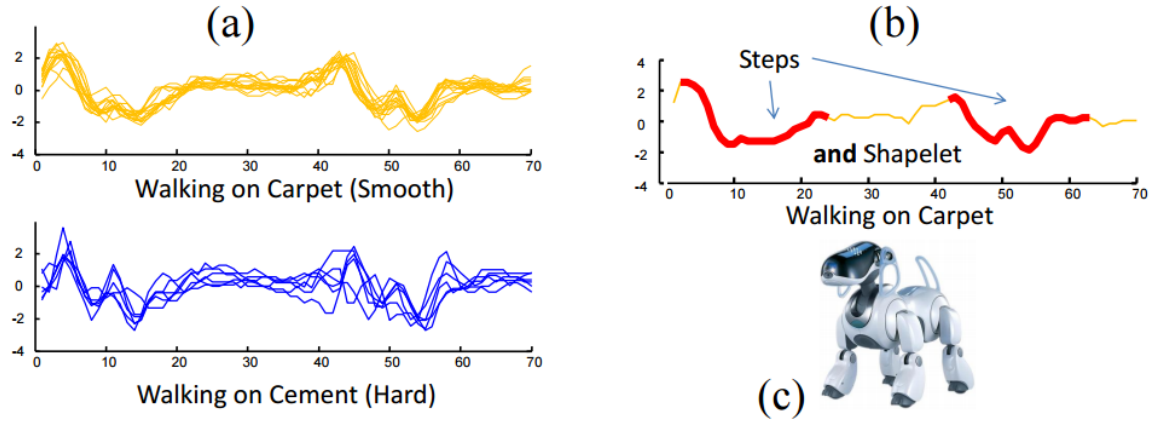 (a)
2
0
-2
-4
0 10 20 30 40 50 60 70
Walking on Carpet (Smooth)
4
2
0
-2
-4
0 10 20 30 40 50 60 70
Walking on Cement (Hard)
(b)
Steps
4
2
0
-2
-4
and Shapelet
0 10 20 30 40 50 60 70
Walking on Carpet
(c)